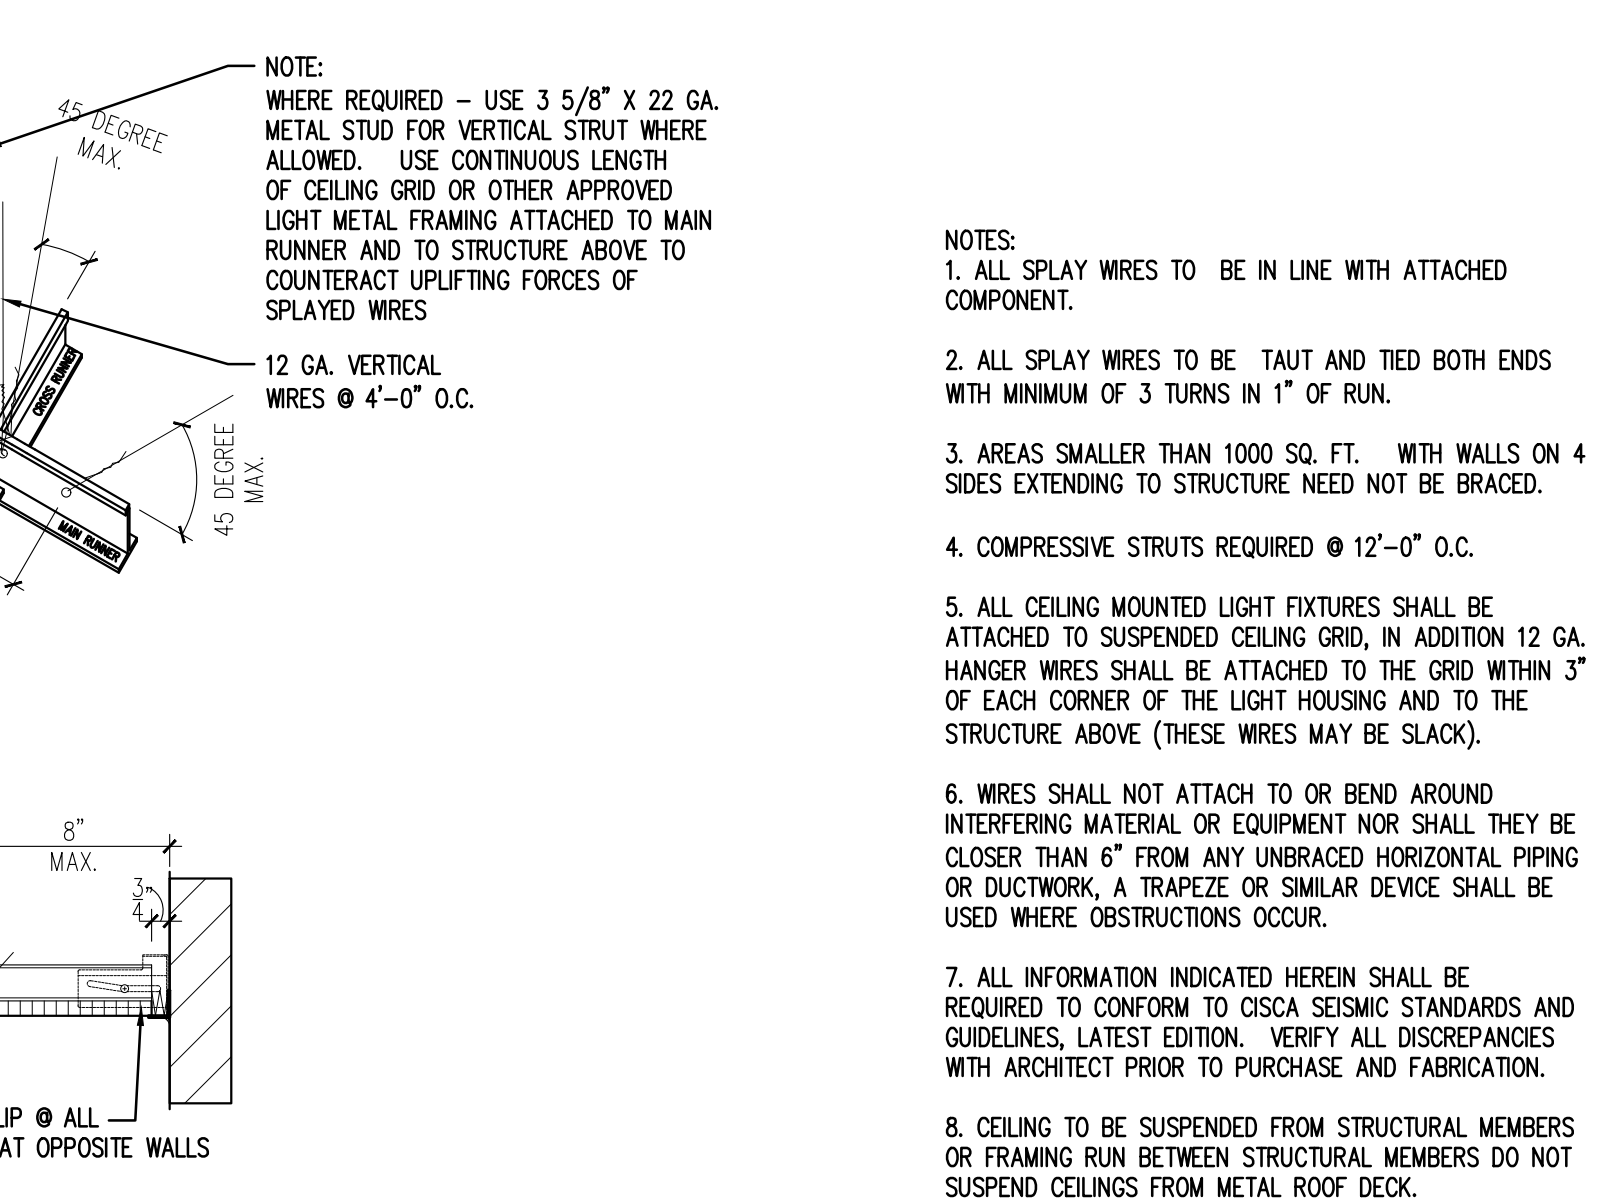 NOTE:
WHERE REQUIRED – USE 3 5/8" X 22 GA.
METAL STUD FOR VERTICAL STRUT WHERE
ALLOWED. USE CONTINUOUS LENGTH
OF CEILING GRID OR OTHER APPROVED
LIGHT METAL FRAMING ATTACHED TO MAIN
RUNNER AND TO STRUCTURE ABOVE TO
COUNTERACT UPLIFTING FORCES OF
SPLAYED WIRES
45 DEGREE
MAX.
12 GA. VERTICAL
WIRES @ 4'–0" O.C.
CROSS RUNNER
MAIN RUNNER
45 DEGREE
MAX.
8"
MAX.
3"
4
LIP @ ALL
AT OPPOSITE WALLS
NOTES:
1. ALL SPLAY WIRES TO BE IN LINE WITH ATTACHED
COMPONENT.
2. ALL SPLAY WIRES TO BE TAUT AND TIED BOTH ENDS
WITH MINIMUM OF 3 TURNS IN 1" OF RUN.
3. AREAS SMALLER THAN 1000 SQ. FT. WITH WALLS ON 4
SIDES EXTENDING TO STRUCTURE NEED NOT BE BRACED.
4. COMPRESSIVE STRUTS REQUIRED @ 12'–0" O.C.
5. ALL CEILING MOUNTED LIGHT FIXTURES SHALL BE
ATTACHED TO SUSPENDED CEILING GRID, IN ADDITION 12 GA.
HANGER WIRES SHALL BE ATTACHED TO THE GRID WITHIN 3"
OF EACH CORNER OF THE LIGHT HOUSING AND TO THE
STRUCTURE ABOVE (THESE WIRES MAY BE SLACK).
6. WIRES SHALL NOT ATTACH TO OR BEND AROUND
INTERFERING MATERIAL OR EQUIPMENT NOR SHALL THEY BE
CLOSER THAN 6" FROM ANY UNBRACED HORIZONTAL PIPING
OR DUCTWORK, A TRAPEZE OR SIMILAR DEVICE SHALL BE
USED WHERE OBSTRUCTIONS OCCUR.
7. ALL INFORMATION INDICATED HEREIN SHALL BE
REQUIRED TO CONFORM TO CISCA SEISMIC STANDARDS AND
GUIDELINES, LATEST EDITION. VERIFY ALL DISCREPANCIES
WITH ARCHITECT PRIOR TO PURCHASE AND FABRICATION.
8. CEILING TO BE SUSPENDED FROM STRUCTURAL MEMBERS
OR FRAMING RUN BETWEEN STRUCTURAL MEMBERS DO NOT
SUSPEND CEILINGS FROM METAL ROOF DECK.